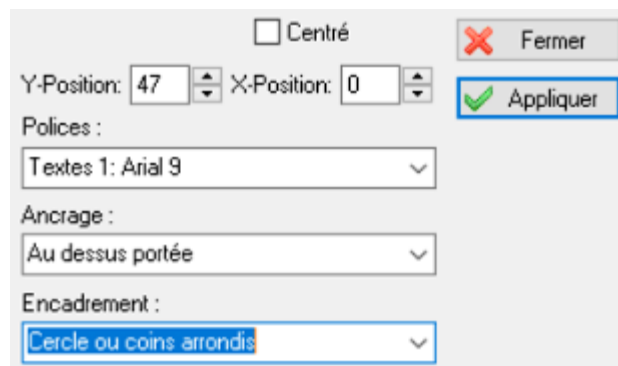 Centré
Fermer
Y-Position: 47 X-Position: 0
Appliquer
Polices :
Textes 1: Arial 9
Ancrage :
Au dessus portée
Encadrement :
Cercle ou coins arrondis